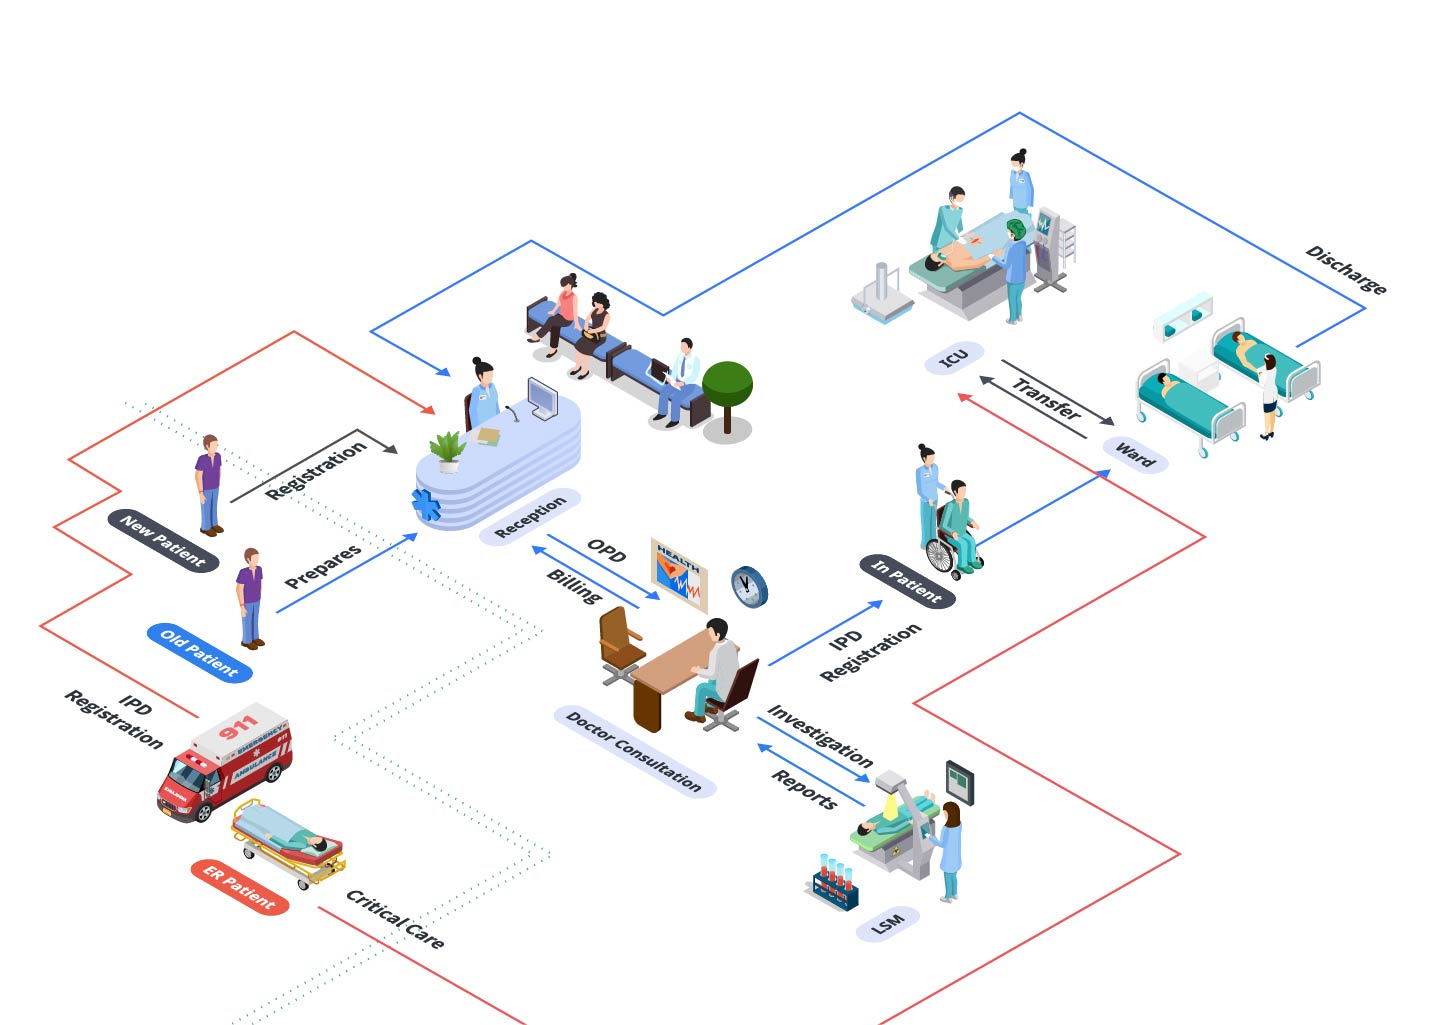 Discharge
ICU
Transfer
Ward
Registration
New Patient
Reception
Prepares
OPD
Billing
HEALTH
In Patient
Old Patient
IPD
Registration
IPD
Registration
911
EMERGENCY
911
AMBULANCE
Doctor Consultation
Investigation
Reports
ER Patient
Critical Care
LSM